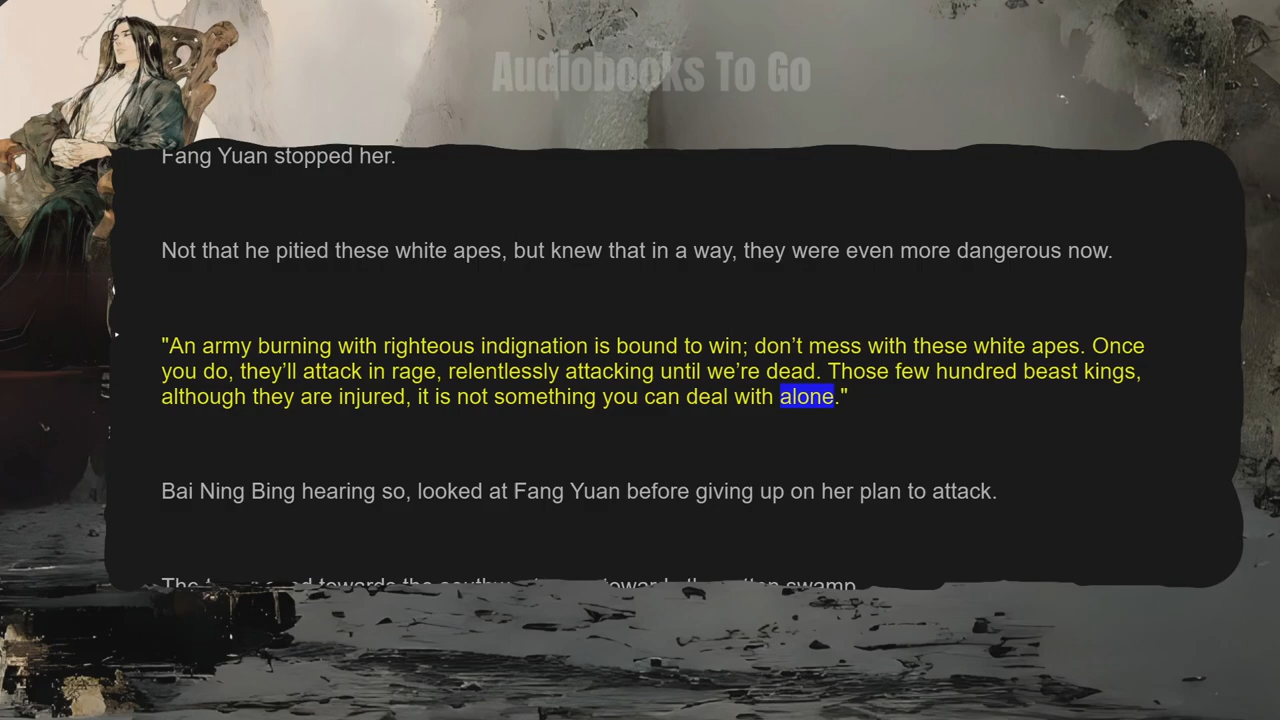 Audiobooks To Go
Fang Yuan stopped her.
Not that he pitied these white apes, but knew that in a way, they were even more dangerous now.
"An army burning with righteous indignation is bound to win; don’t mess with these white apes. Once
you do, they’ll attack in rage, relentlessly attacking until we’re dead. Those few hundred beast kings,
although they are injured, it is not something you can deal with alone."
Bai Ning Bing hearing so, looked at Fang Yuan before giving up on her plan to attack.
The towards the swamp